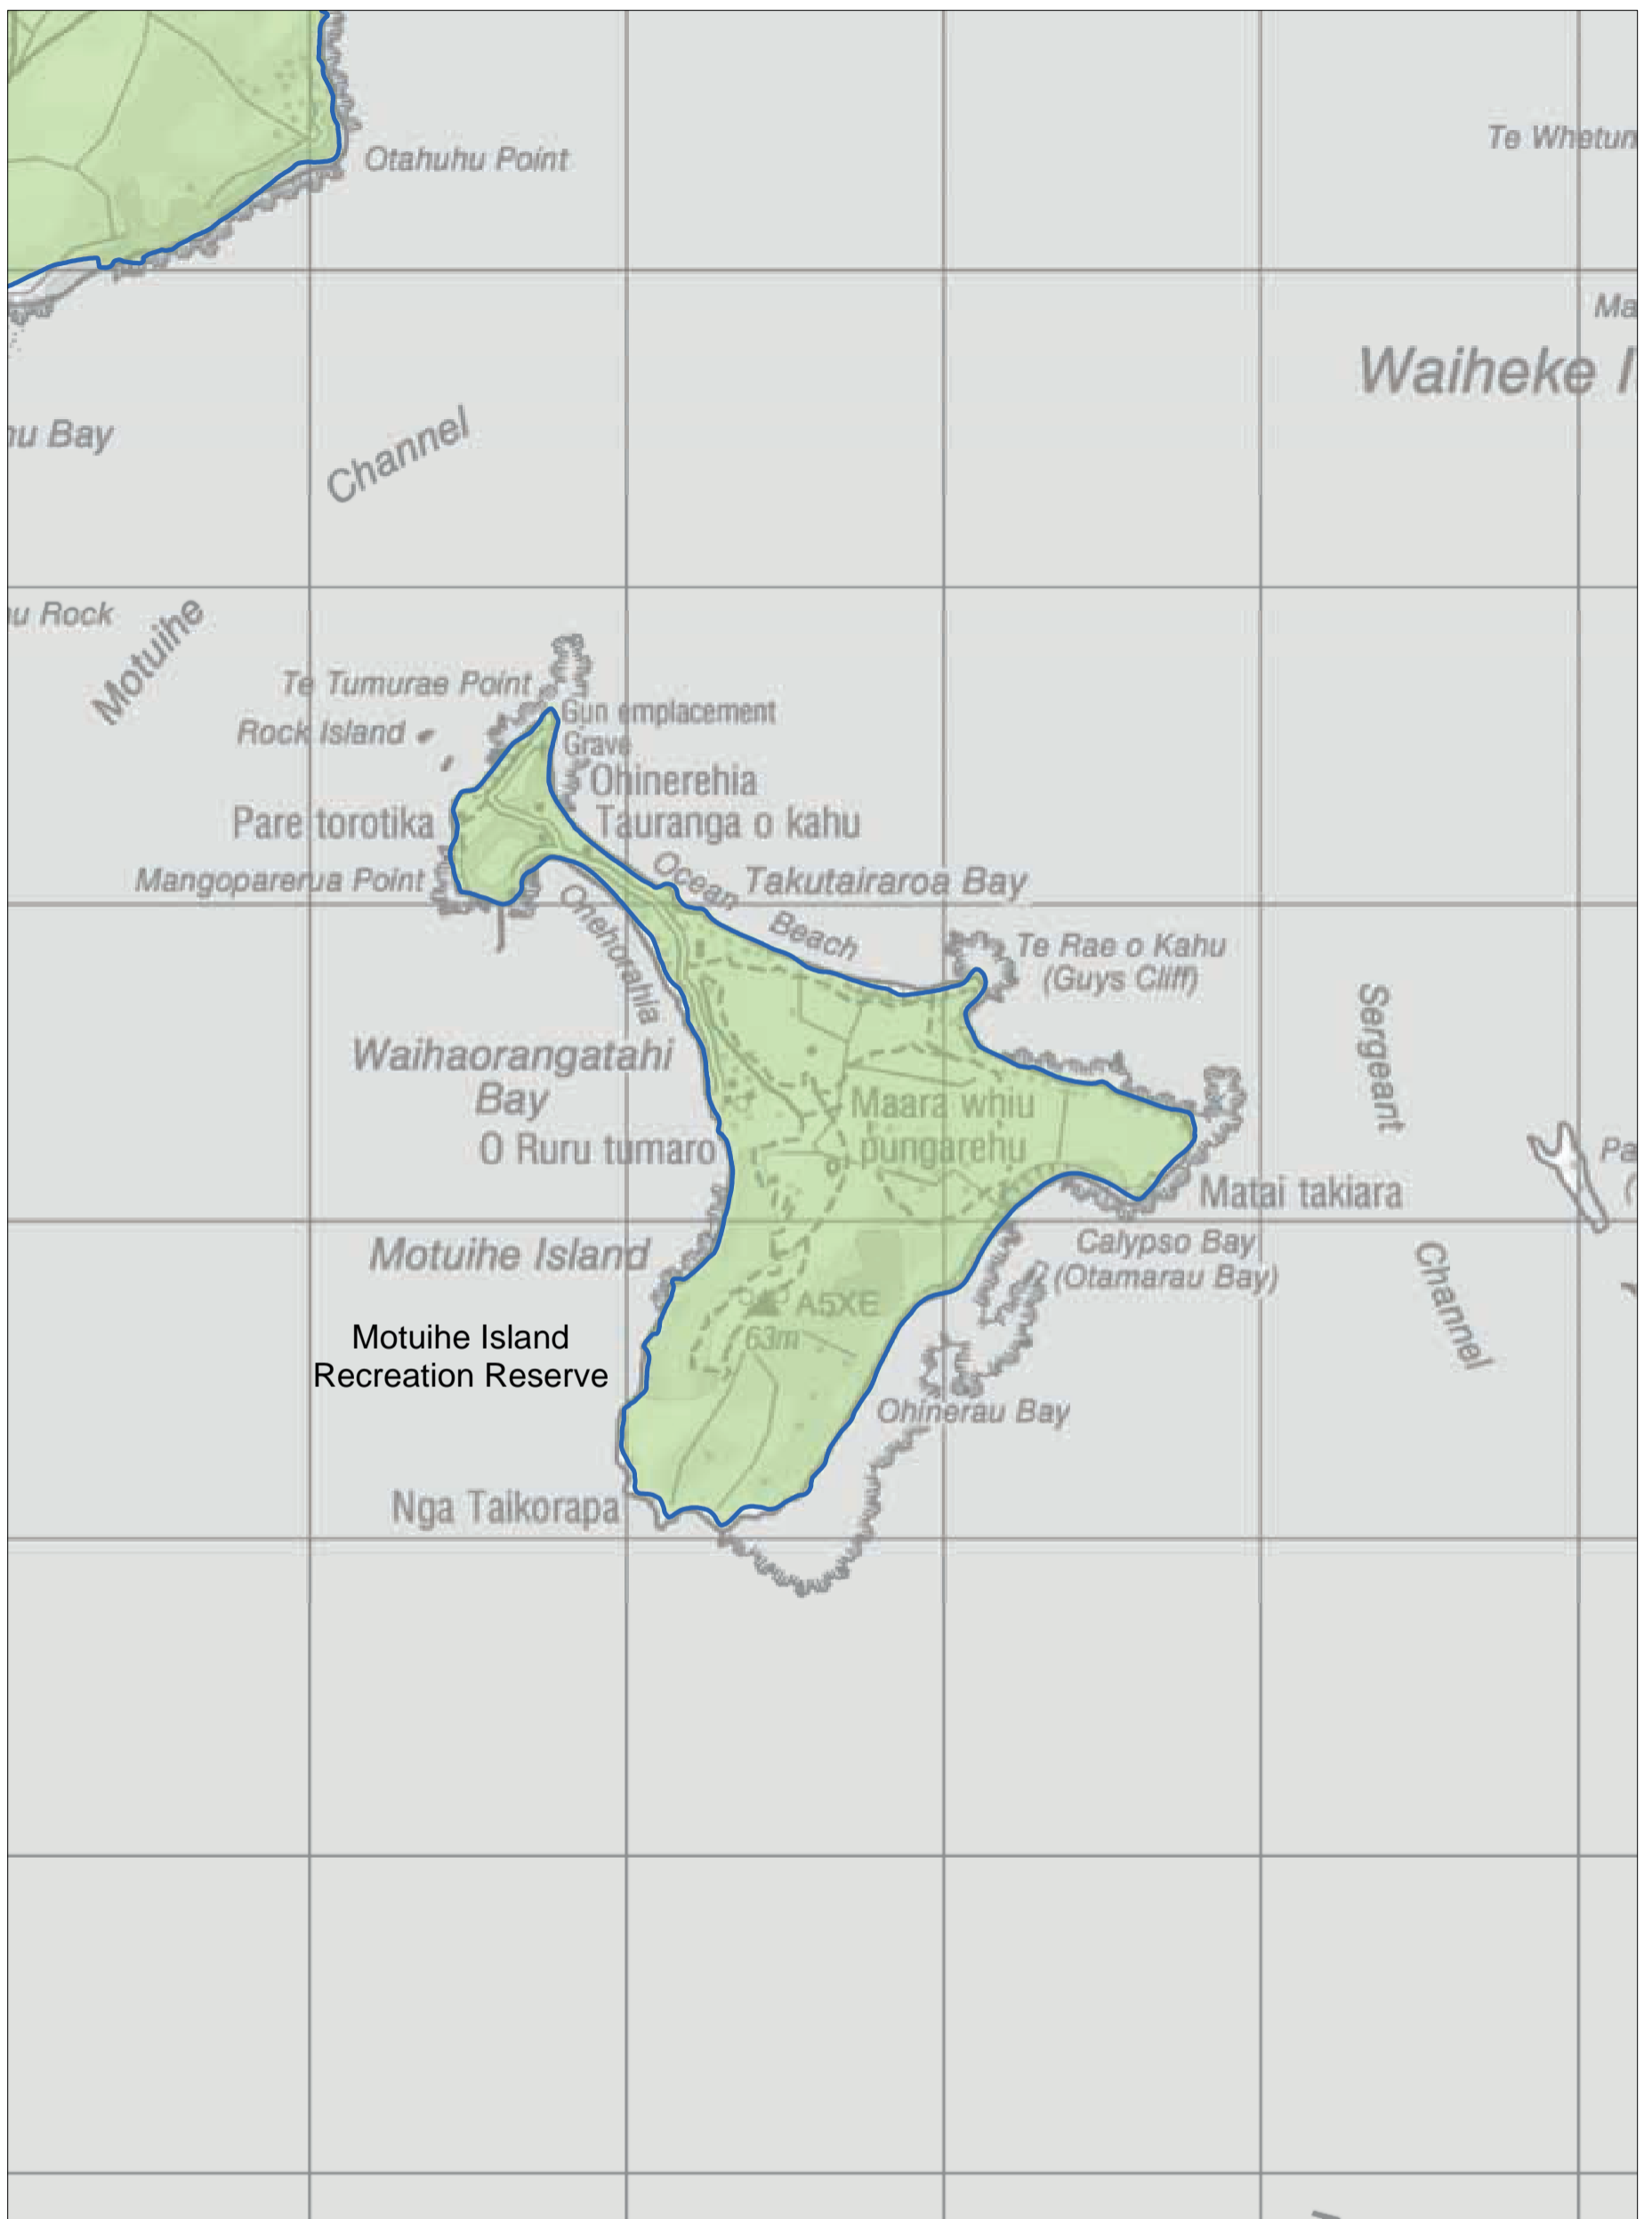 Te Whetun
Otahuhu Point
Ma
Waiheke I
u Bay
Channel
u Rock
Motuihe
Te Tumurae Point
Gun emplacement
Rock Island
Grave
Ohinerehia
Pare torotika
Tauranga o kahu
Mangoparerua Point
Ocean
Beach
Takutairaroa Bay
Onehorahia
Te Rae o Kahu
(Guys Cliff)
Sergeant
Channel
Waihaorangatahi
Bay
Maara whiu
pungarehu
O Ruru tumaro
Pa
Matai takiara
Motuihe Island
Calypso Bay
(Otamarau Bay)
A5XE
63m
Motuihe Island
Recreation Reserve
Ohinerau Bay
Nga Taikorapa